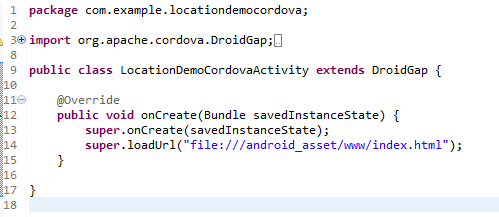 1 package com.example.locationdemocordova;
2
3 import org.apache.cordova.DroidGap;
8
9 public class LocationDemoCordovaActivity extends DroidGap {
10
11     @Override
12     public void onCreate(Bundle savedInstanceState) {
13         super.onCreate(savedInstanceState);
14         super.loadUrl("file:///android_asset/www/index.html");
15     }
16
17 }
18